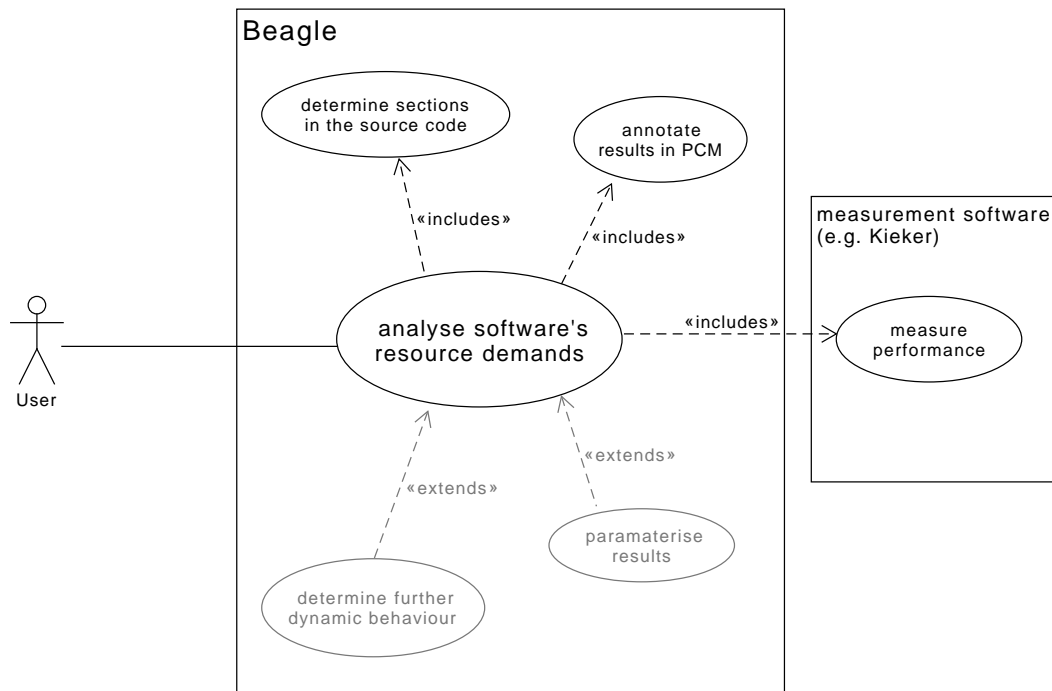 Beagle
determine sections
in the source code
annotate
results in PCM
«includes»
«includes»
measurement software
(e.g. Kieker)
analyse software's
resource demands
«includes»
measure
performance
User
«extends»
«extends»
paramaterise
results
determine further
dynamic behaviour